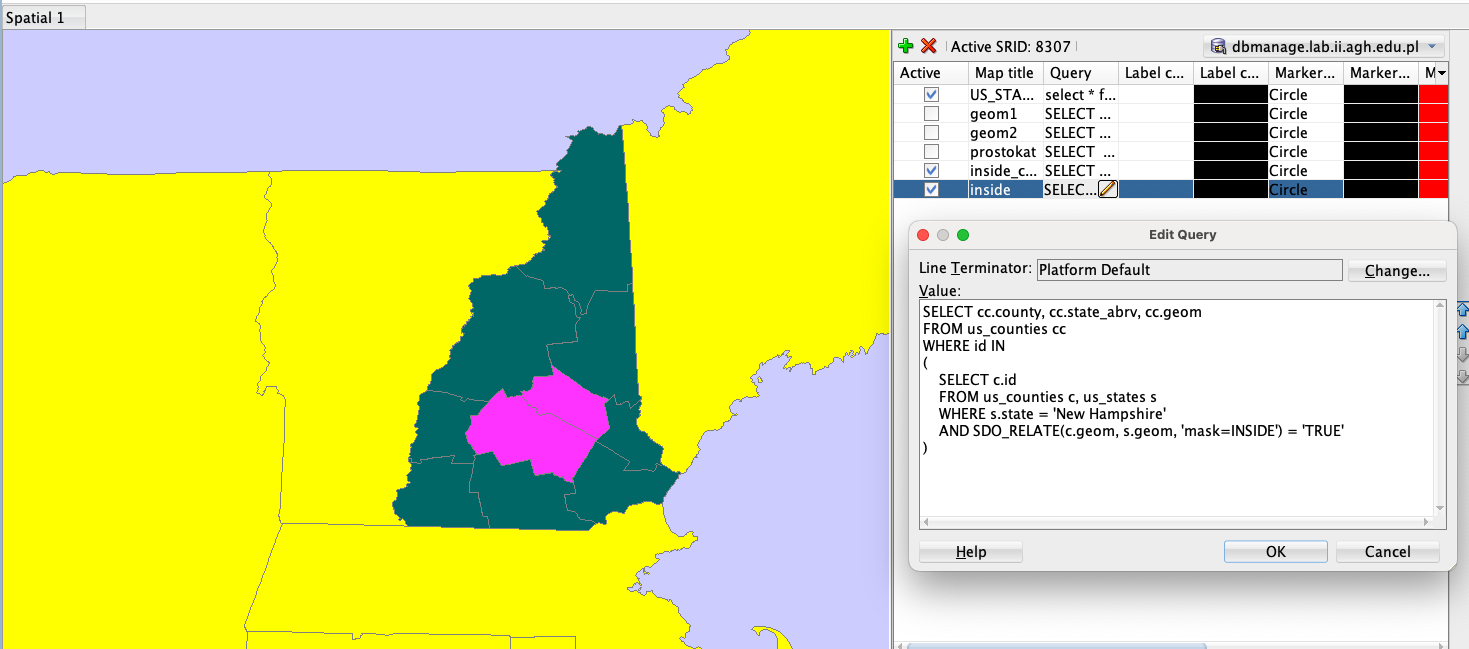 Spatial 1
Active SRID: 8307 dbmanage.lab.ii.agh.edu.pl
Active Map title Query Label c... Label c... Marker... Marker... M
US_STA... select * f... Circle
geom1 SELECT ... Circle
geom2 SELECT ... Circle
prostokat SELECT ... Circle
inside_c... SELECT ... Circle
inside SELEC... Circle
Edit Query
Line Terminator: Platform Default Change...
Value:
SELECT cc.county, cc.state_abrv, cc.geom
FROM us_counties cc
WHERE id IN
(
SELECT c.id
FROM us_counties c, us_states s
WHERE s.state = 'New Hampshire'
AND SDO_RELATE(c.geom, s.geom, 'mask=INSIDE') = 'TRUE'
)
Help OK Cancel